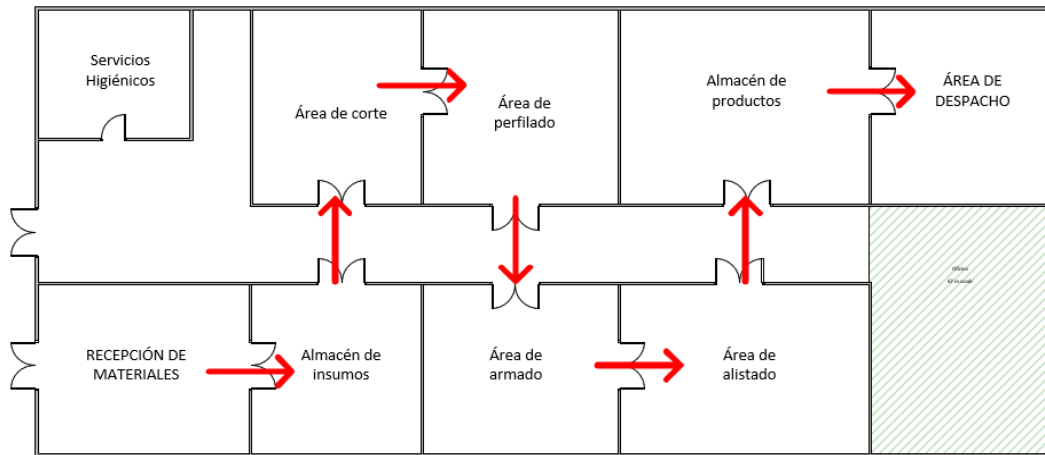 Servicios
Higiénicos
Área de corte
Área de
perfilado
Almacén de
productos
ÁREA DE
DESPACHO
RECEPCIÓN DE
MATERIALES
Almacén de
insumos
Área de
armado
Área de
alistado